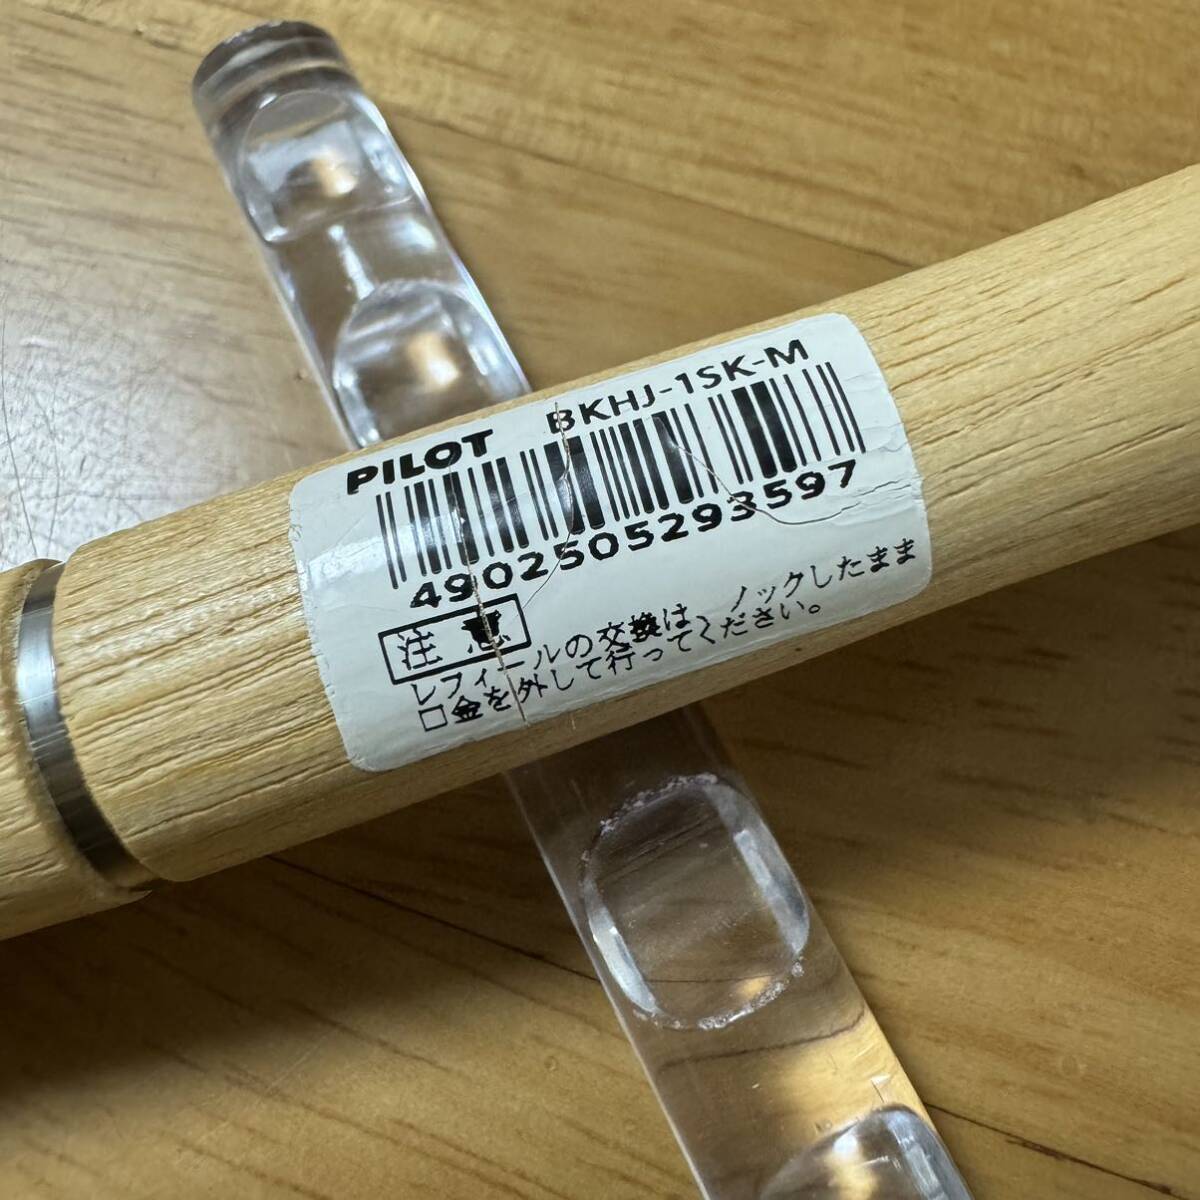 PILOT BKHJ-1SK-M
4902505293597
注意
レフィールの交換は、ノックしたまま
口金を外して行ってください。